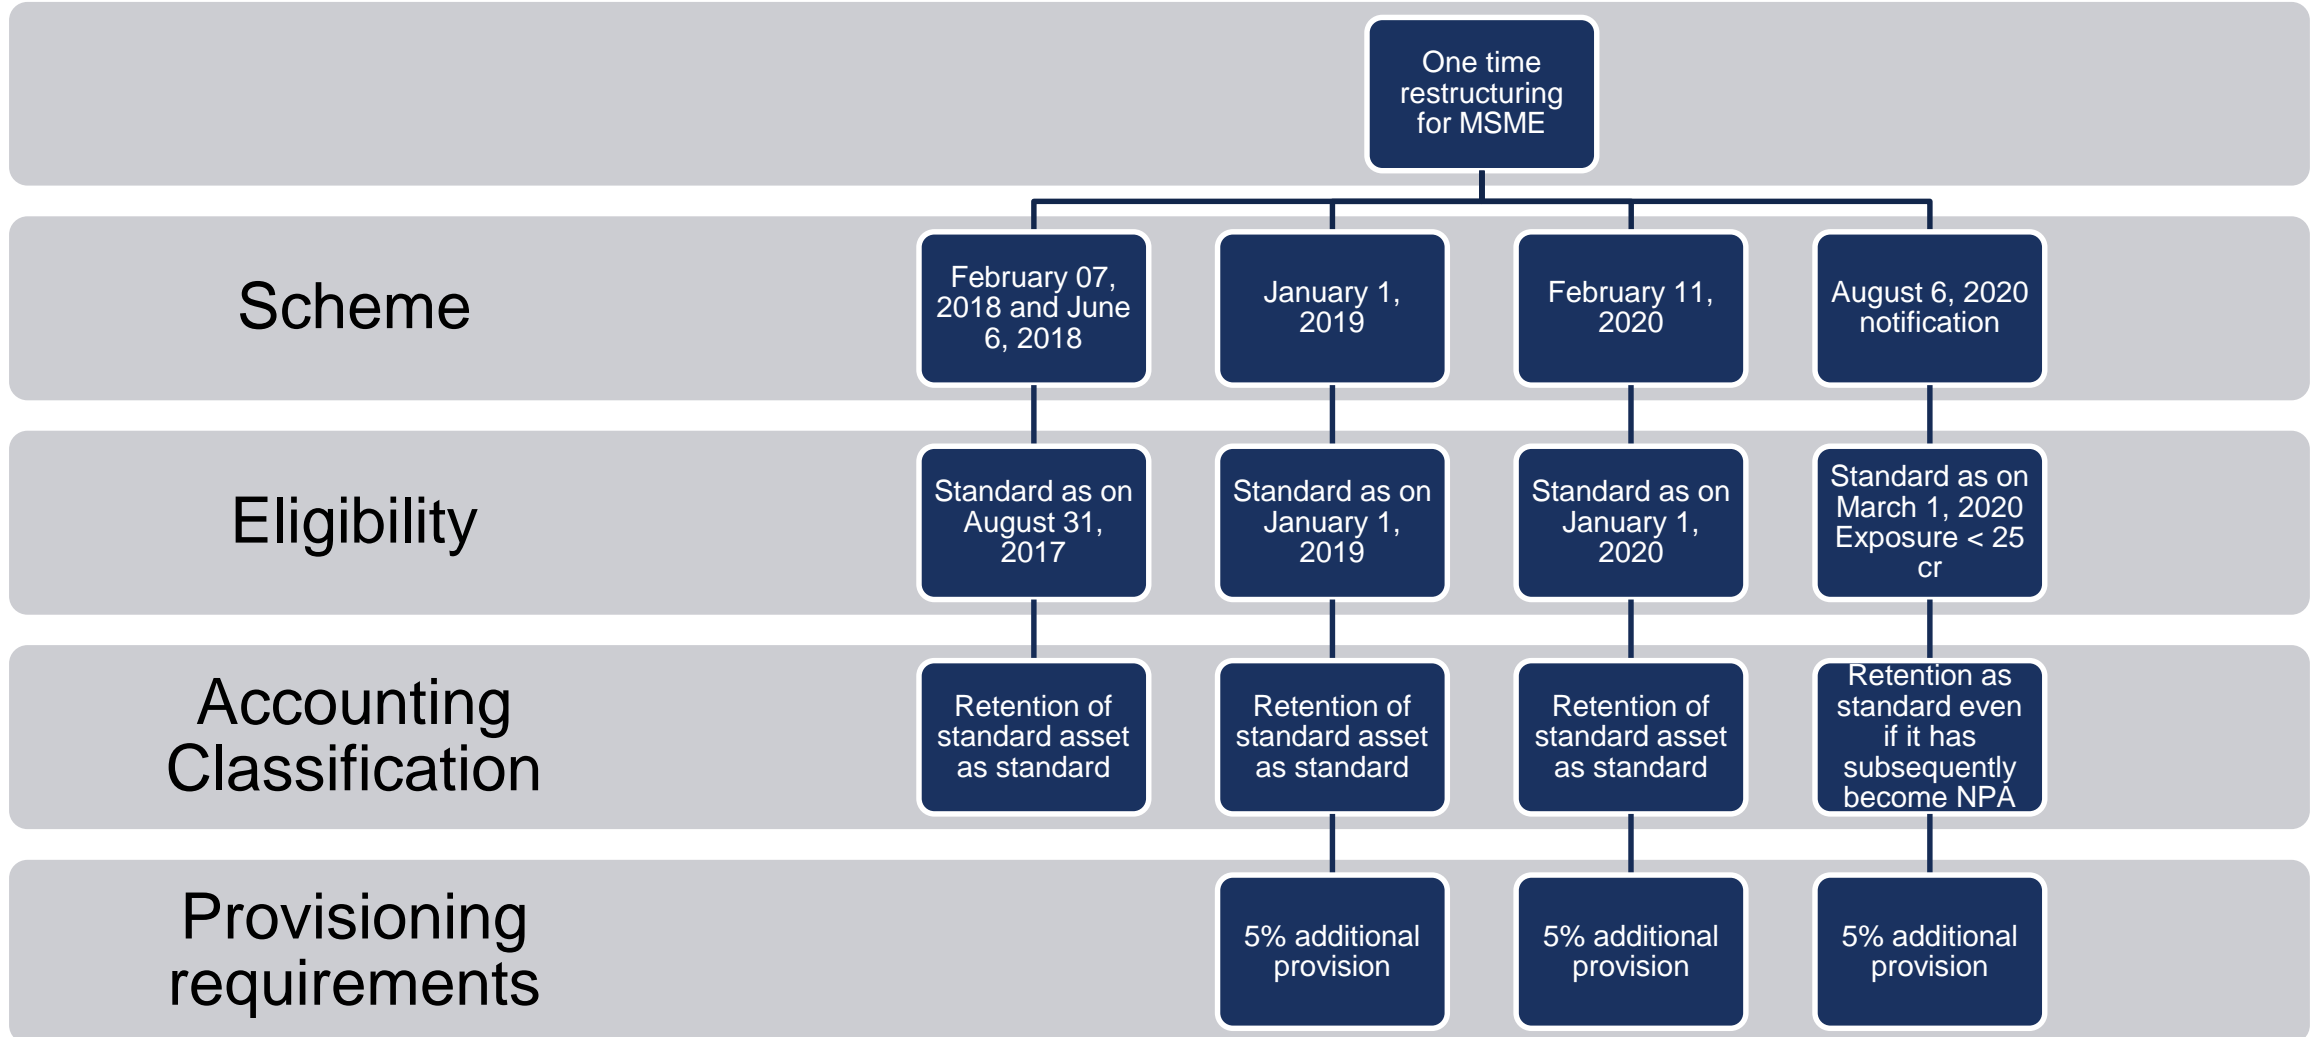 One time
restructuring
for MSME
Scheme
February 07,
2018 and June
6, 2018
January 1,
2019
February 11,
2020
August 6, 2020
notification
Eligibility
Standard as on
August 31,
2017
Standard as on
January 1,
2019
Standard as on
January 1,
2020
Standard as on
March 1, 2020
Exposure < 25
cr
Accounting
Classification
Retention of
standard asset
as standard
Retention of
standard asset
as standard
Retention of
standard asset
as standard
Retention as
standard even
if it has
subsequently
become NPA
Provisioning
requirements
5% additional
provision
5% additional
provision
5% additional
provision